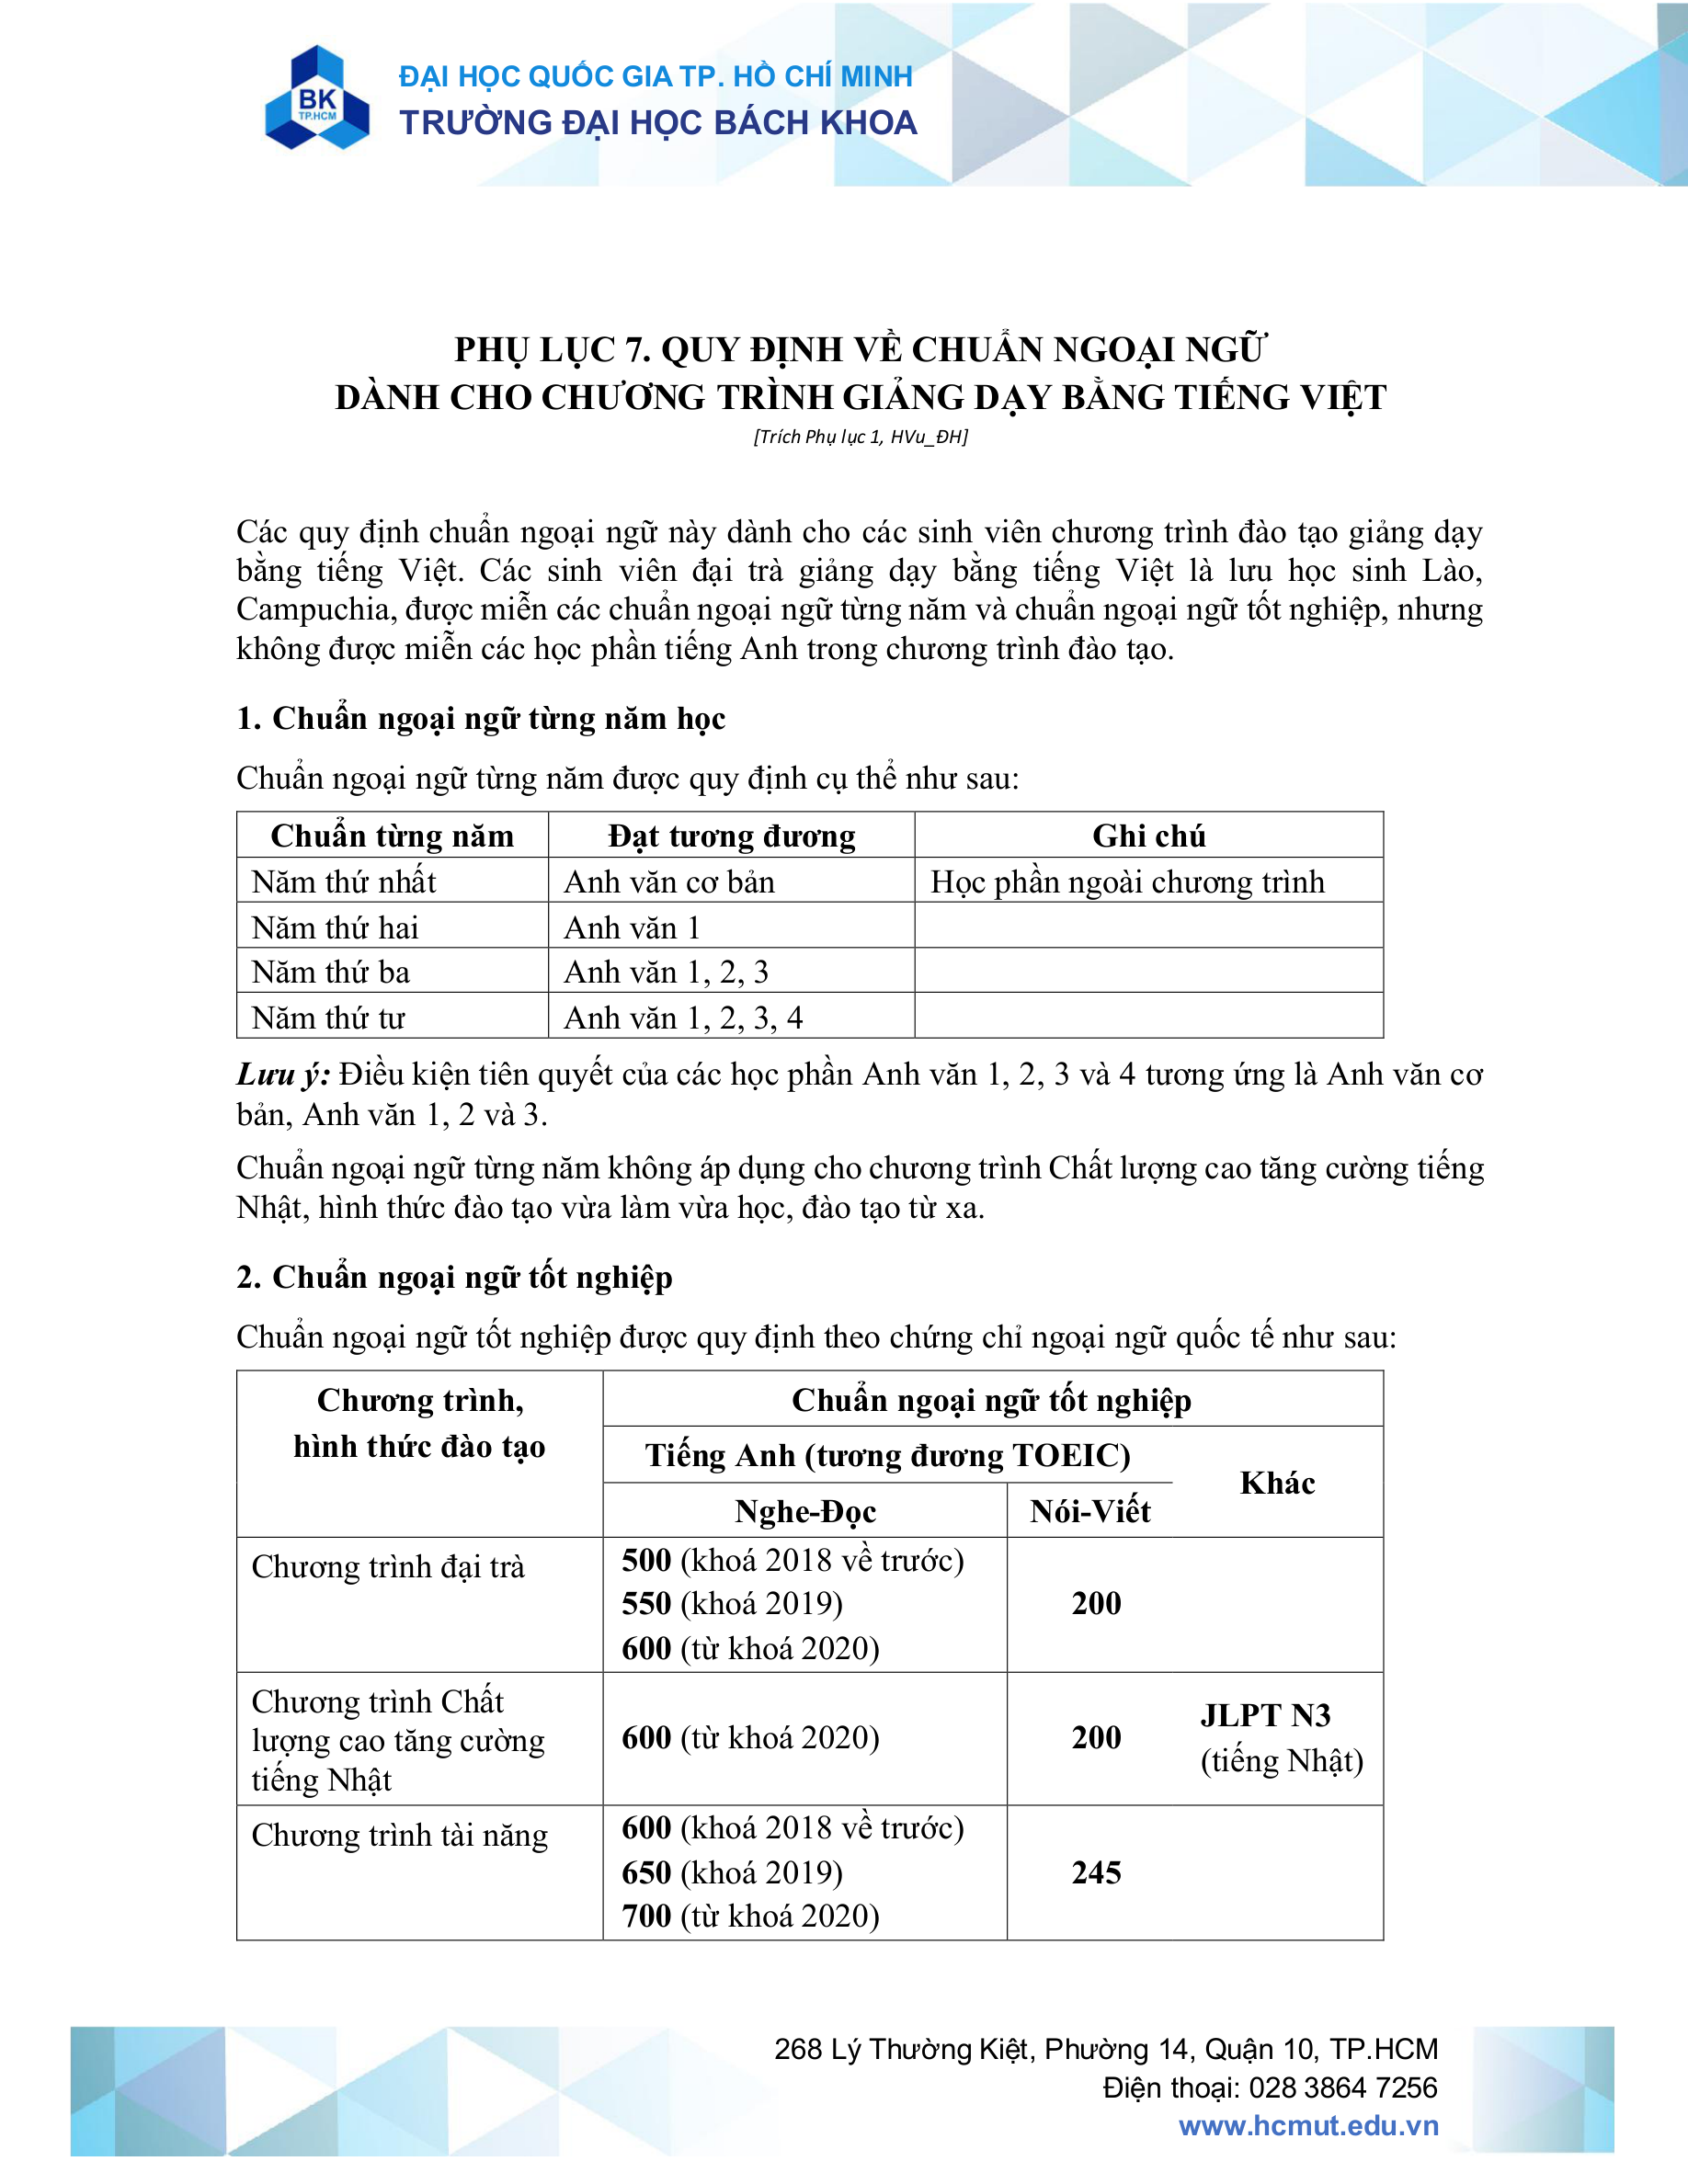 BK
TP.HCM
ĐẠI HỌC QUỐC GIA TP. HỒ CHÍ MINH
TRƯỜNG ĐẠI HỌC BÁCH KHOA
PHỤ LỤC 7. QUY ĐỊNH VỀ CHUẨN NGOẠI NGỮ
DÀNH CHO CHƯƠNG TRÌNH GIẢNG DẠY BẰNG TIẾNG VIỆT
[Trích Phụ lục 1, HVu_ĐH]
Các quy định chuẩn ngoại ngữ này dành cho các sinh viên chương trình đào tạo giảng dạy
bằng tiếng Việt. Các sinh viên đại trà giảng dạy bằng tiếng Việt là lưu học sinh Lào,
Campuchia, được miễn các chuẩn ngoại ngữ từng năm và chuẩn ngoại ngữ tốt nghiệp, nhưng
không được miễn các học phần tiếng Anh trong chương trình đào tạo.
1. Chuẩn ngoại ngữ từng năm học
Chuẩn ngoại ngữ từng năm được quy định cụ thể như sau:
Chuẩn từng năm Đạt tương đương Ghi chú
Năm thứ nhất Anh văn cơ bản Học phần ngoài chương trình
Năm thứ hai Anh văn 1
Năm thứ ba Anh văn 1, 2, 3
Năm thứ tư Anh văn 1, 2, 3, 4
Lưu ý: Điều kiện tiên quyết của các học phần Anh văn 1, 2, 3 và 4 tương ứng là Anh văn cơ
bản, Anh văn 1, 2 và 3.
Chuẩn ngoại ngữ từng năm không áp dụng cho chương trình Chất lượng cao tăng cường tiếng
Nhật, hình thức đào tạo vừa làm vừa học, đào tạo từ xa.
2. Chuẩn ngoại ngữ tốt nghiệp
Chuẩn ngoại ngữ tốt nghiệp được quy định theo chứng chỉ ngoại ngữ quốc tế như sau:
Chương trình,
hình thức đào tạo
Chuẩn ngoại ngữ tốt nghiệp
Tiếng Anh (tương đương TOEIC)
Khác
Nghe-Đọc Nói-Viết
Chương trình đại trà
500 (khoá 2018 về trước)
550 (khoá 2019)
600 (từ khoá 2020)
200
Chương trình Chất
lượng cao tăng cường
tiếng Nhật
600 (từ khoá 2020)
200
JLPT N3
(tiếng Nhật)
Chương trình tài năng
600 (khoá 2018 về trước)
650 (khoá 2019)
700 (từ khoá 2020)
245
268 Lý Thường Kiệt, Phường 14, Quận 10, TP.HCM
Điện thoại: 028 3864 7256
www.hcmut.edu.vn